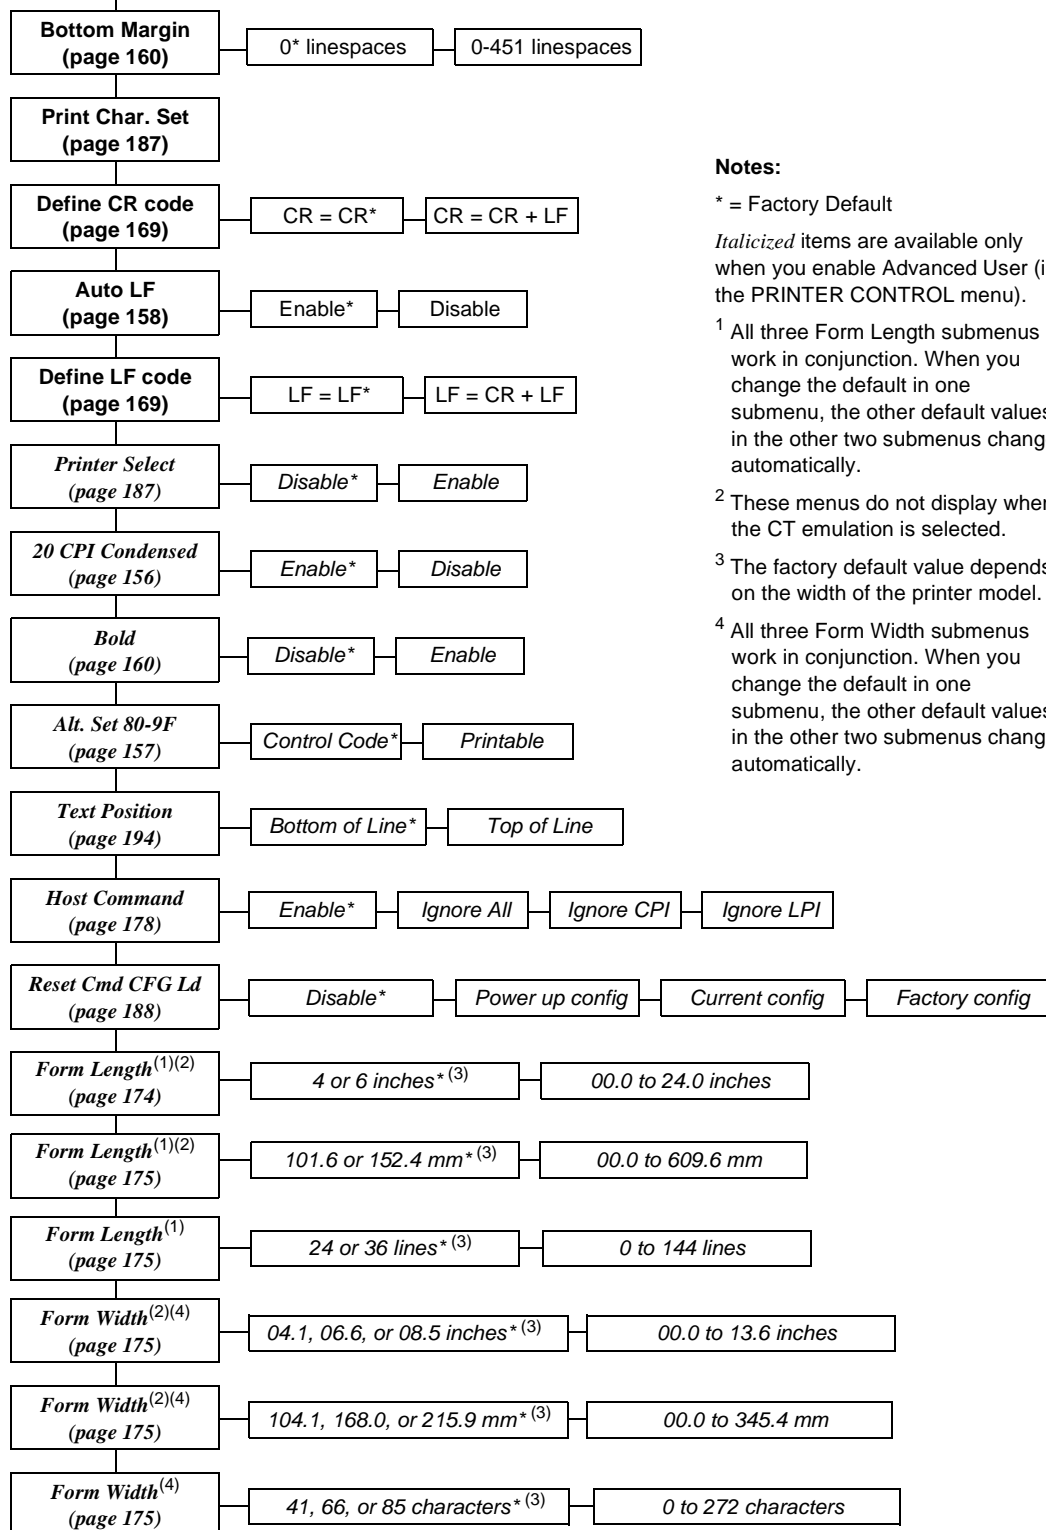 Bottom Margin
(page 160)
0* linespaces
0-451 linespaces
Print Char. Set
(page 187)
Define CR code
(page 169)
CR = CR*
CR = CR + LF
Auto LF
(page 158)
Enable*
Disable
Define LF code
(page 169)
LF = LF*
LF = CR + LF
Printer Select
(page 187)
Disable*
Enable
20 CPI Condensed
(page 156)
Enable*
Disable
Bold
(page 160)
Disable*
Enable
Alt. Set 80-9F
(page 157)
Control Code*
Printable
Text Position
(page 194)
Bottom of Line*
Top of Line
Host Command
(page 178)
Enable*
Ignore All
Ignore CPI
Ignore LPI
Reset Cmd CFG Ld
(page 188)
Disable*
Power up config
Current config
Factory config
Form Length(1)(2)
(page 174)
4 or 6 inches* (3)
00.0 to 24.0 inches
Form Length(1)(2)
(page 175)
101.6 or 152.4 mm* (3)
00.0 to 609.6 mm
Form Length(1)
(page 175)
24 or 36 lines* (3)
0 to 144 lines
Form Width(2)(4)
(page 175)
04.1, 06.6, or 08.5 inches* (3)
00.0 to 13.6 inches
Form Width(2)(4)
(page 175)
104.1, 168.0, or 215.9 mm* (3)
00.0 to 345.4 mm
Form Width(4)
(page 175)
41, 66, or 85 characters* (3)
0 to 272 characters
Notes:
* = Factory Default
Italicized items are available only
when you enable Advanced User (i
the PRINTER CONTROL menu).
1 All three Form Length submenus
work in conjunction. When you
change the default in one
submenu, the other default values
in the other two submenus chang
automatically.
2 These menus do not display when
the CT emulation is selected.
3 The factory default value depends
on the width of the printer model.
4 All three Form Width submenus
work in conjunction. When you
change the default in one
submenu, the other default values
in the other two submenus chang
automatically.